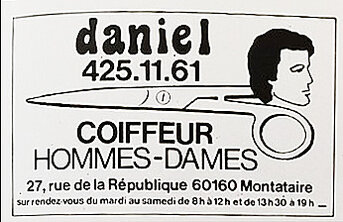 daniel
425.11.61
COIFFEUR
HOMMES-DAMES
27, rue de la République 60160 Montataire
sur rendez-vous du mardi au samedi de 8h à 12h et de 13h30 à 19h